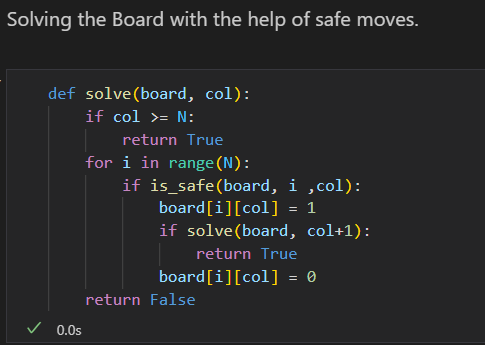 Solving the Board with the help of safe moves.
def solve(board, col):
    if col >= N:
        return True
    for i in range(N):
        if is_safe(board, i ,col):
            board[i][col] = 1
            if solve(board, col+1):
                return True
            board[i][col] = 0
    return False
0.0s